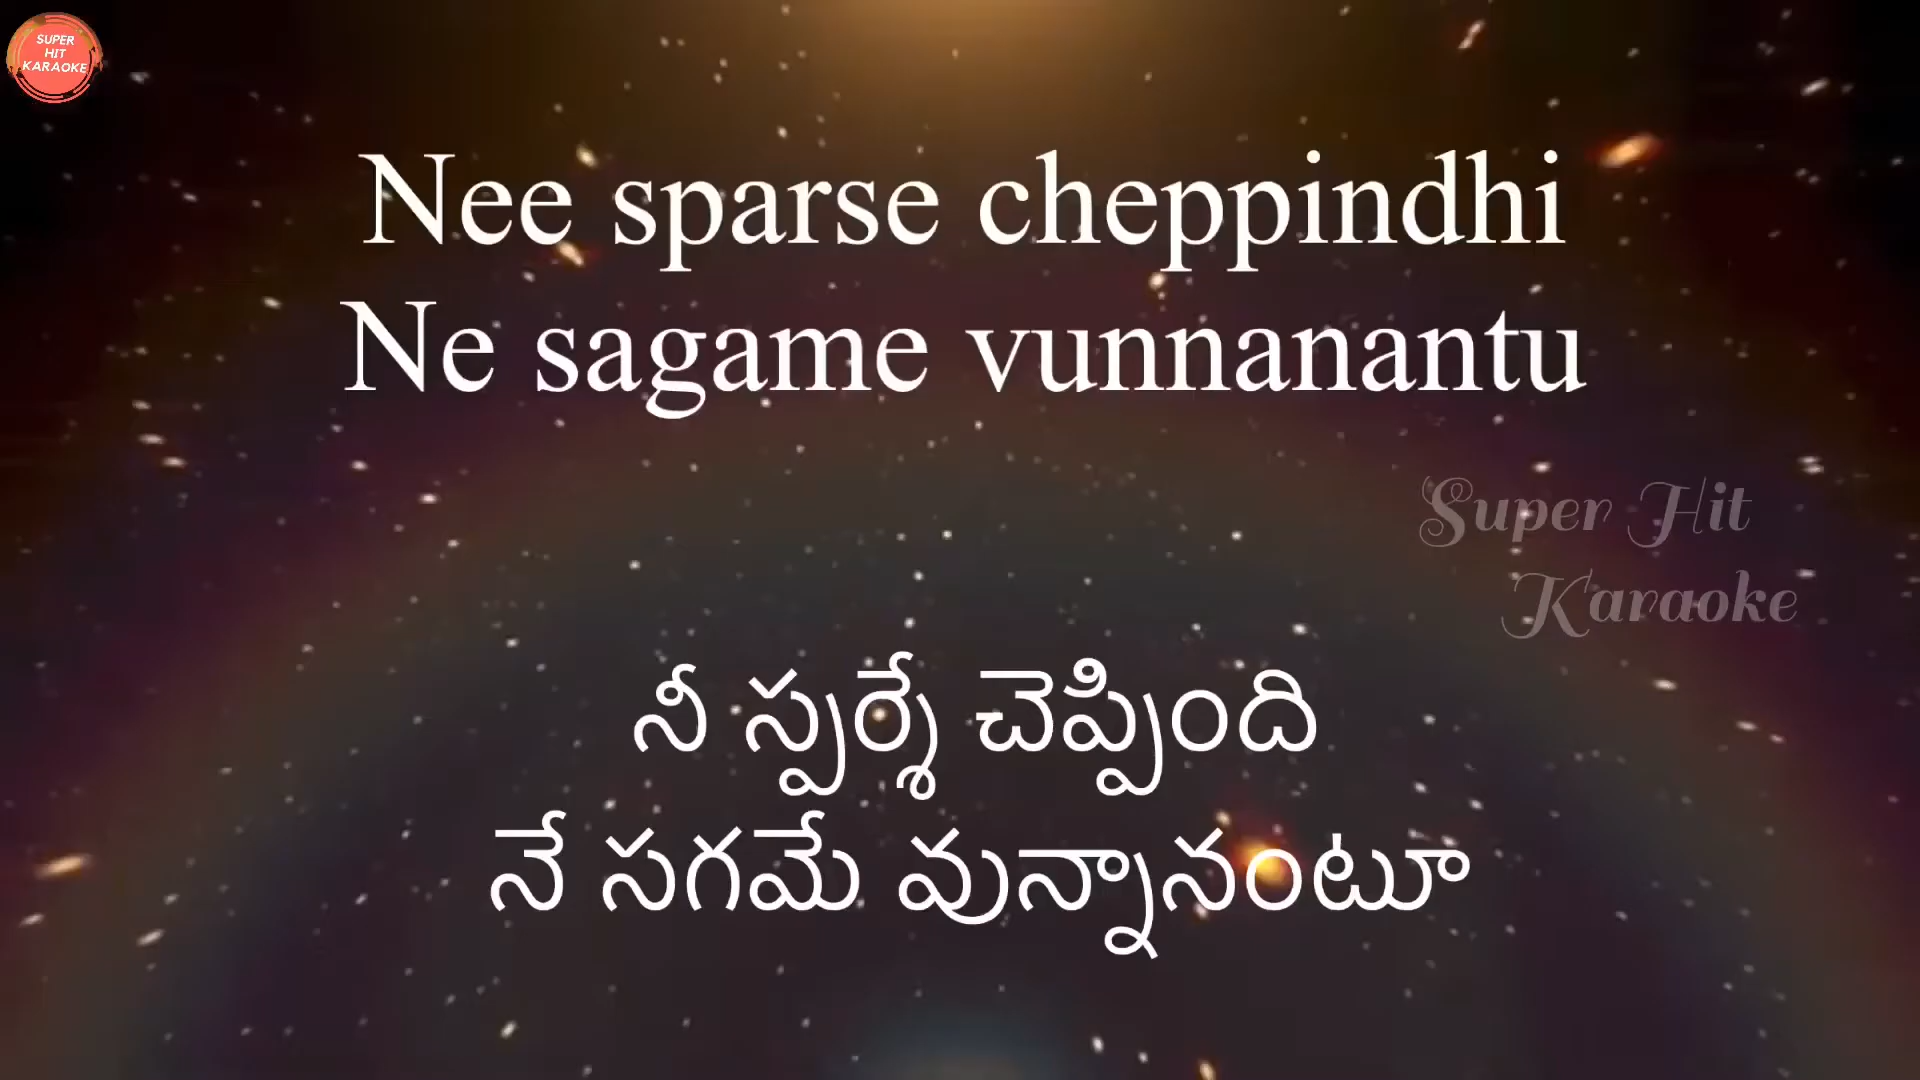 SUPER
HIT
KARAOKE
Nee sparse cheppindhi
Ne sagame vunnanantu
Super Hit
Karaoke
నీ స్పర్శే చెప్పింది
నే సగమే వున్నానంటూ